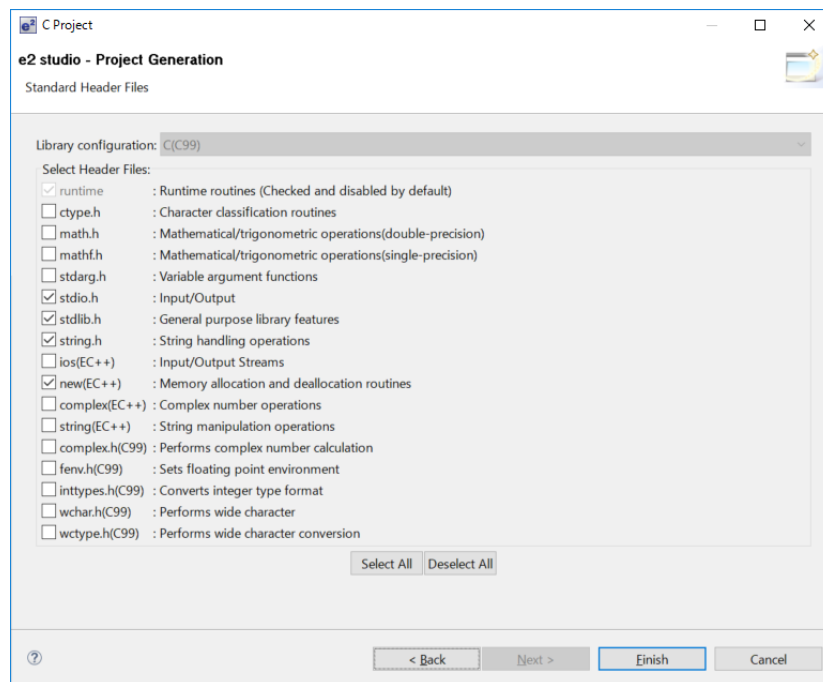 e² C Project
e2 studio - Project Generation
Standard Header Files
Library configuration: C(C99)
Select Header Files:
runtime : Runtime routines (Checked and disabled by default)
ctype.h : Character classification routines
math.h : Mathematical/trigonometric operations(double-precision)
mathf.h : Mathematical/trigonometric operations(single-precision)
stdarg.h : Variable argument functions
stdio.h : Input/Output
stdlib.h : General purpose library features
string.h : String handling operations
ios(EC++) : Input/Output Streams
new(EC++) : Memory allocation and deallocation routines
complex(EC++) : Complex number operations
string(EC++) : String manipulation operations
complex.h(C99) : Performs complex number calculation
fenv.h(C99) : Sets floating point environment
inttypes.h(C99) : Converts integer type format
wchar.h(C99) : Performs wide character
wctype.h(C99) : Performs wide character conversion
Select All Deselect All
? < Back Next > Finish Cancel